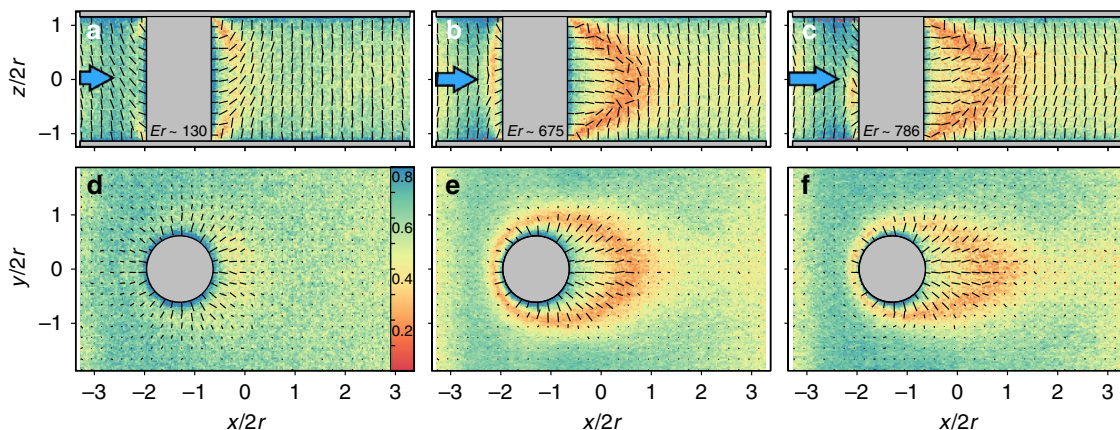 a
b
c
z/2r
1
0
−1
Er ~ 130
Er ~ 675
Er ~ 786
d
e
f
0.8
0.6
0.4
0.2
y/2r
1
0
−1
−3 −2 −1 0 1 2 3
−3 −2 −1 0 1 2 3
−3 −2 −1 0 1 2 3
x/2r
x/2r
x/2r